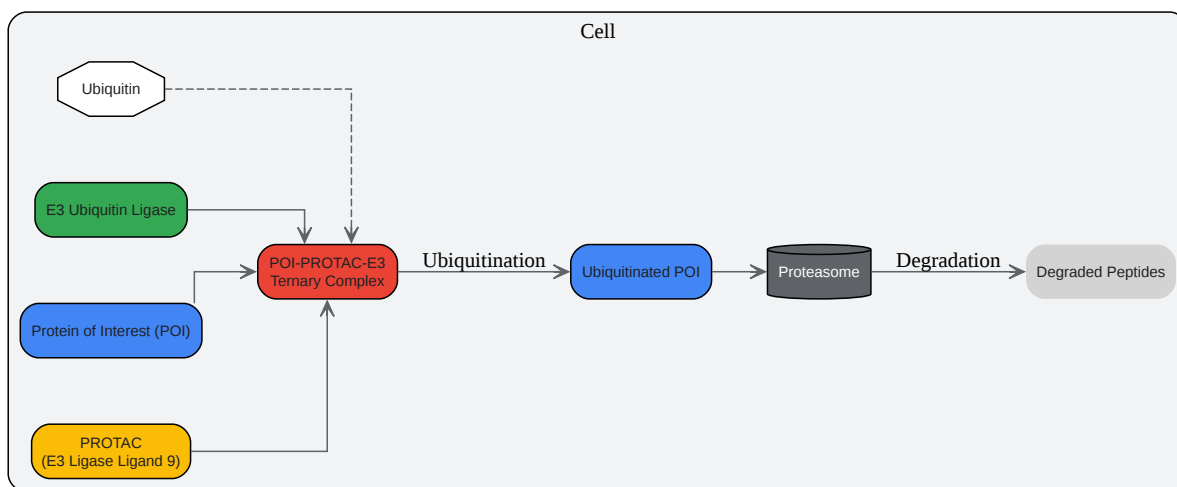 Cell
Ubiquitin
E3 Ubiquitin Ligase
POI-PROTAC-E3
Ternary Complex
Ubiquitination
Ubiquitinated POI
Proteasome
Degradation
Degraded Peptides
Protein of Interest (POI)
PROTAC
(E3 Ligase Ligand 9)